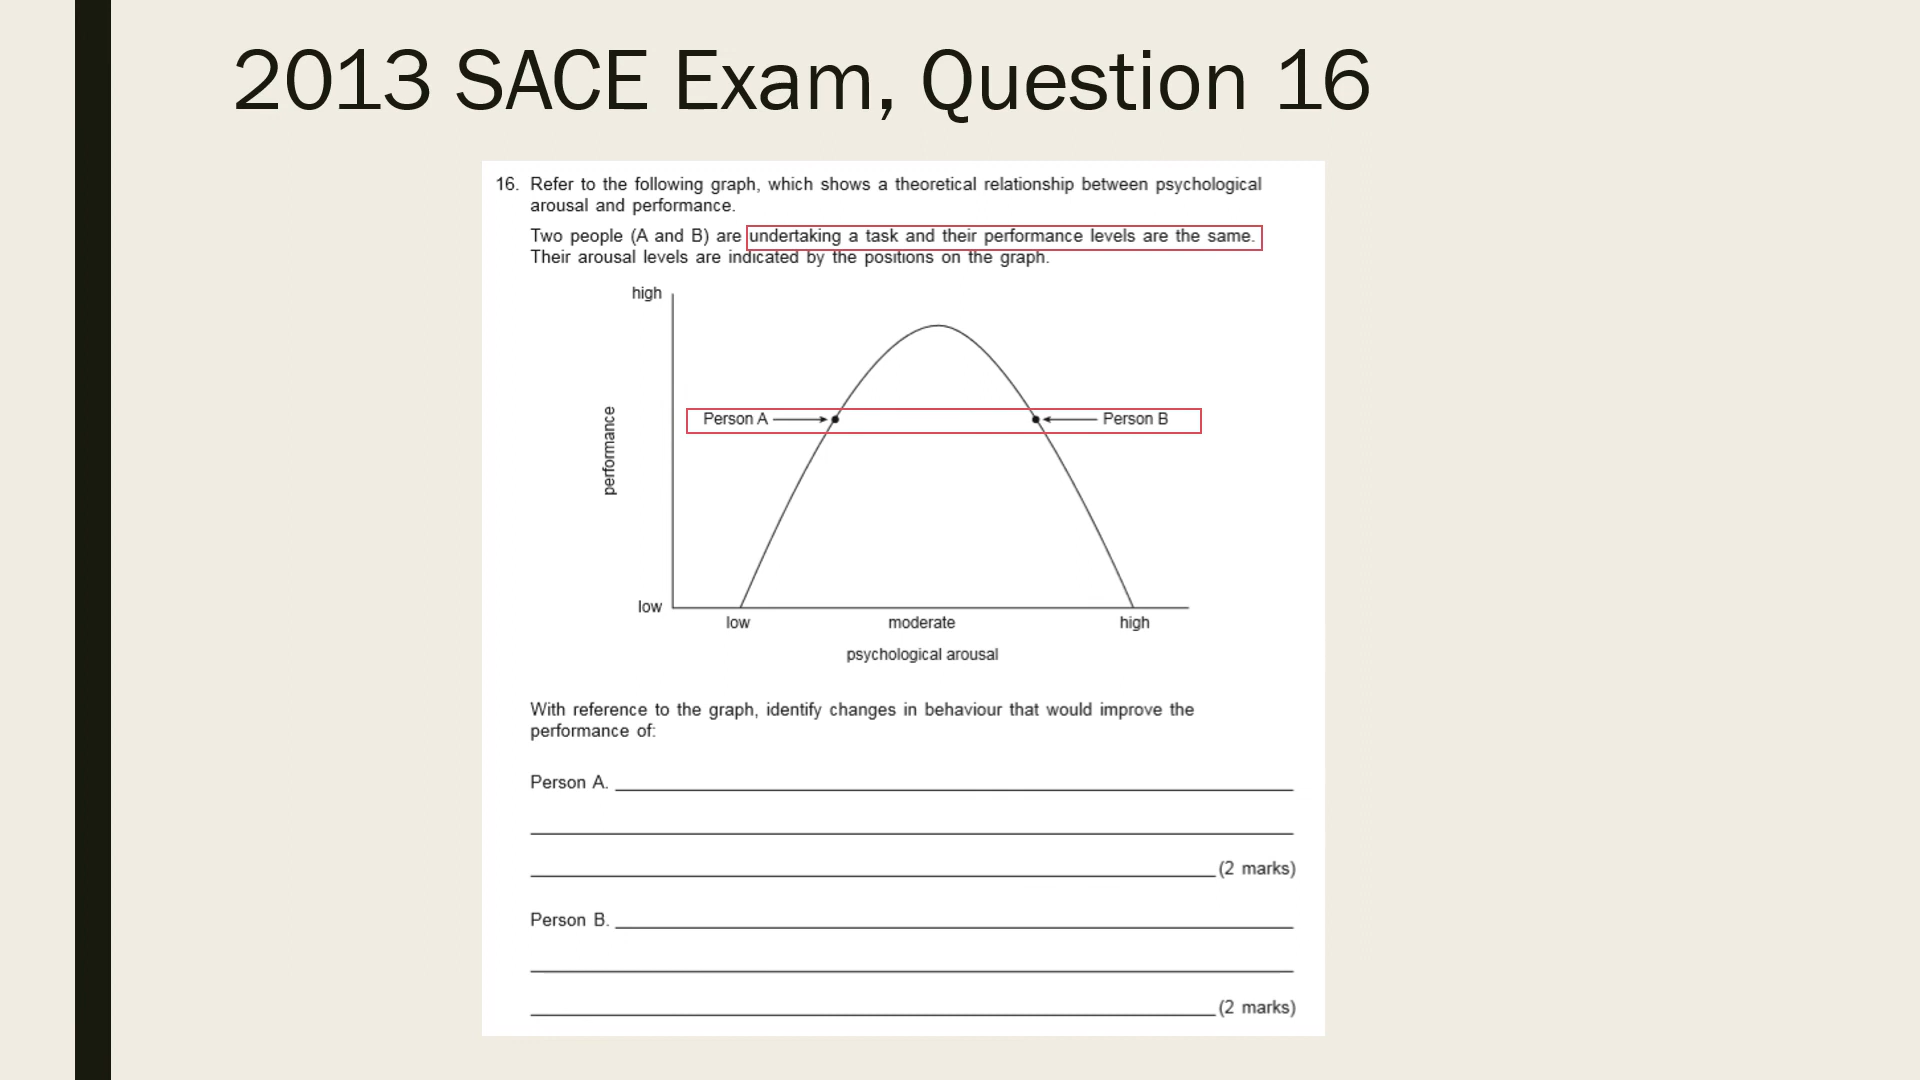 2013 SACE Exam, Question 16
16. Refer to the following graph, which shows a theoretical relationship between psychological
arousal and performance.
Two people (A and B) are undertaking a task and their performance levels are the same.
Their arousal levels are indicated by the positions on the graph.
high
Person A
Person B
performance
low
low moderate high
psychological arousal
With reference to the graph, identify changes in behaviour that would improve the
performance of:
Person A.
(2 marks)
Person B.
(2 marks)